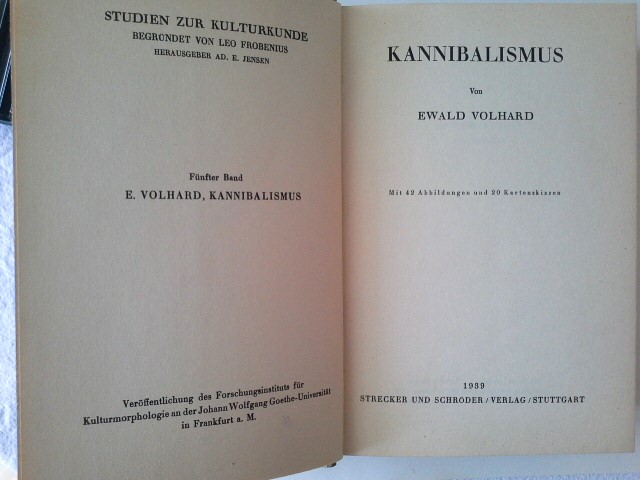 STUDIEN ZUR KULTURKUNDE
BEGRÜNDET VON LEO FROBENIUS
HERAUSGEBER AD. E. JENSEN
Fünfter Band
E. VOLHARD, KANNIBALISMUS
Veröffentlichung des Forschungsinstituts für
Kulturmorphologie an der Johann Wolfgang Goethe-Universität
in Frankfurt a. M.
KANNIBALISMUS
Von
EWALD VOLHARD
Mit 42 Abbildungen und 20 Kartenskizzen
1939
STRECKER UND SCHRÖDER / VERLAG / STUTTGART